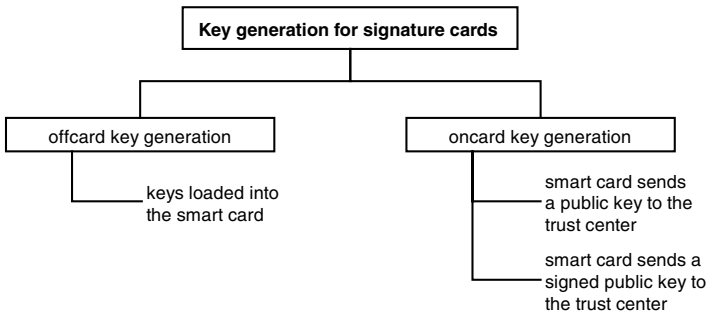 Key generation for signature cards
offcard key generation
oncard key generation
keys loaded into
the smart card
smart card sends
a public key to the
trust center
smart card sends a
signed public key to
the trust center